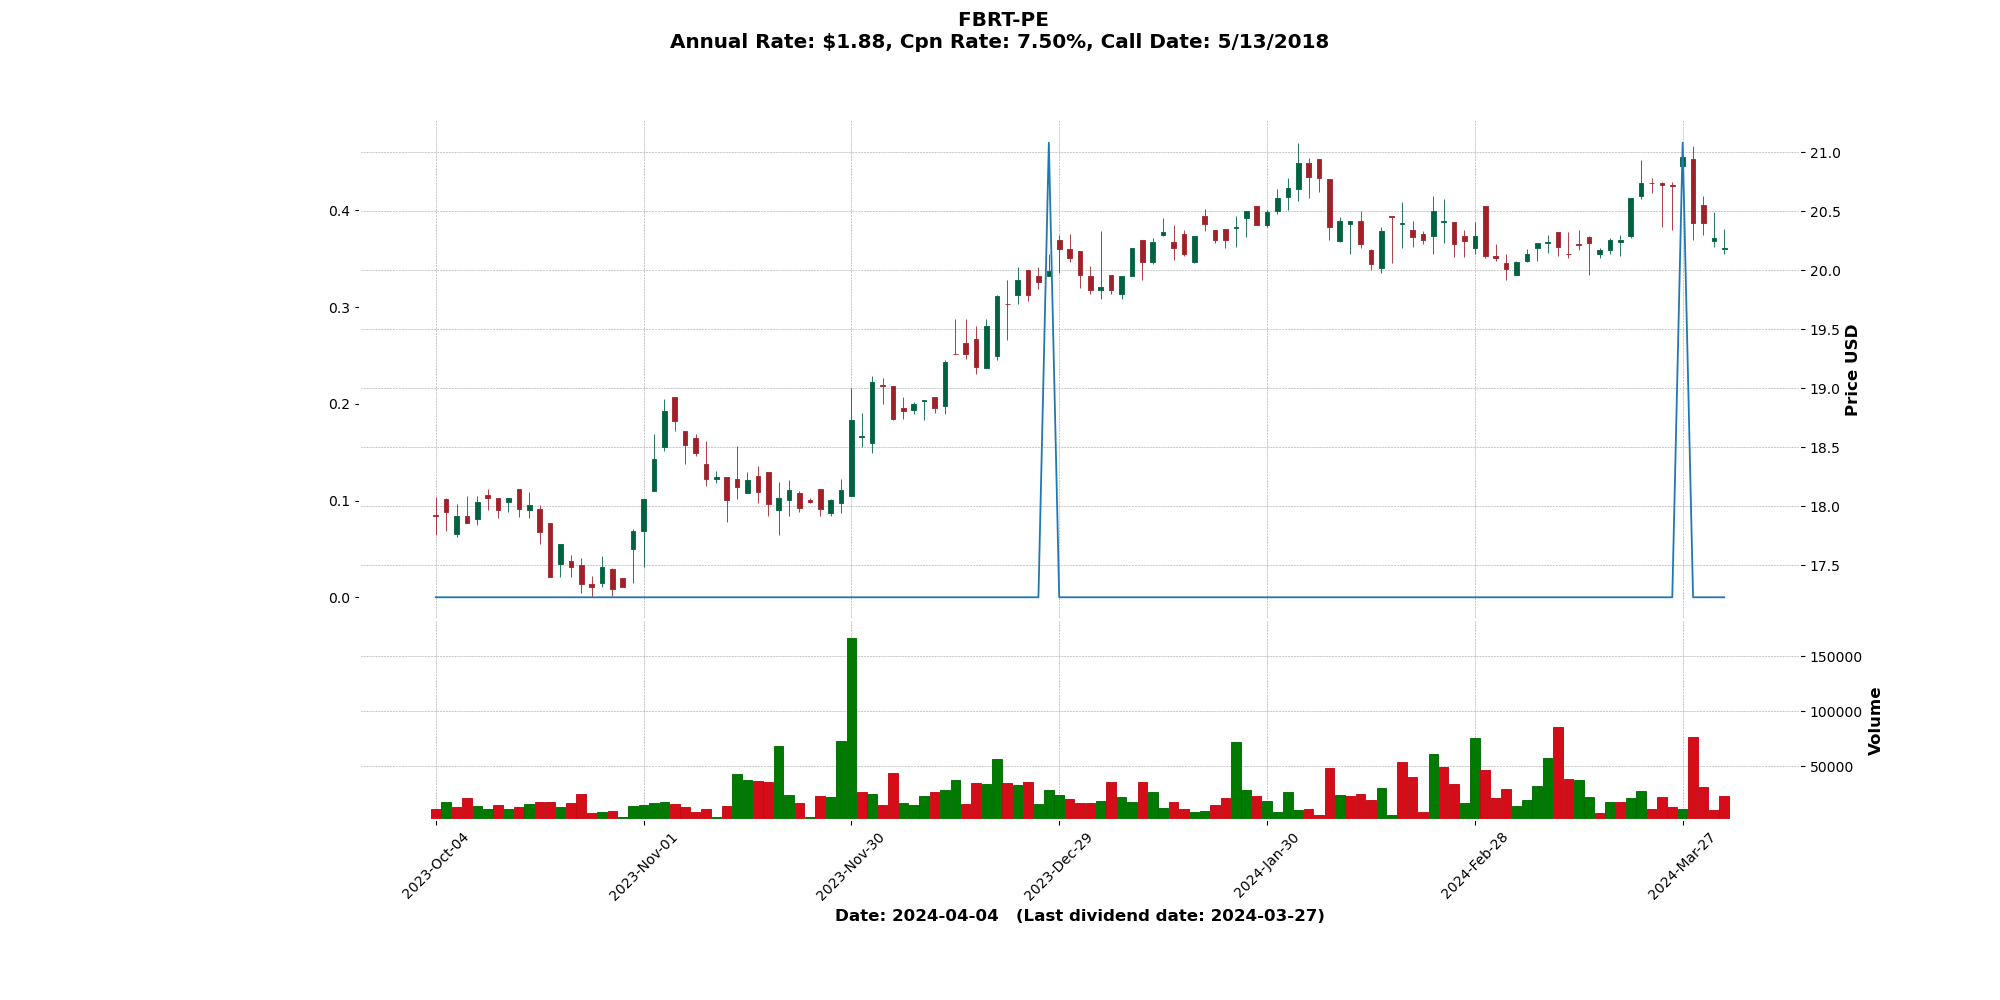 FBRT-PE
Annual Rate: $1.88, Cpn Rate: 7.50%, Call Date: 5/13/2018
0.4
0.3
0.2
0.1
0.0
21.0
20.5
20.0
19.5
19.0
18.5
18.0
17.5
Price USD
150000
100000
50000
Volume
2023-Oct-04
2023-Nov-01
2023-Nov-30
2023-Dec-29
2024-Jan-30
2024-Feb-28
2024-Mar-27
Date: 2024-04-04   (Last dividend date: 2024-03-27)